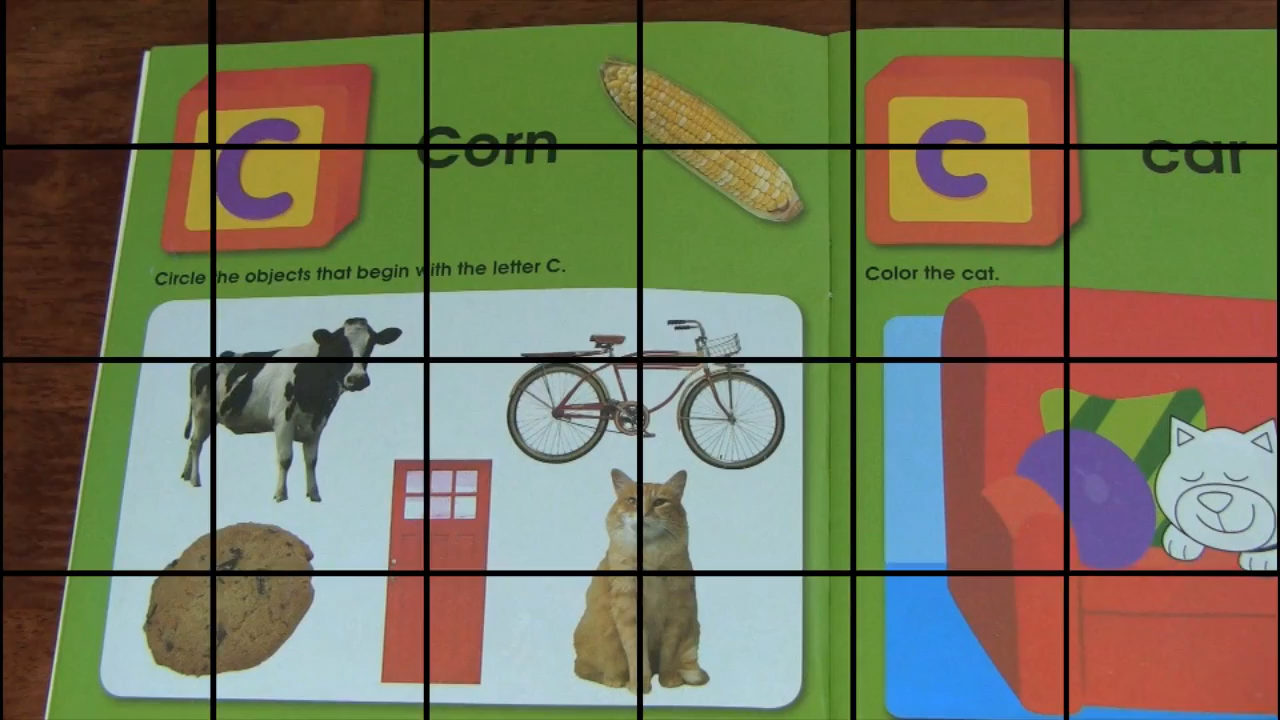 C
Corn
Circle the objects that begin with the letter C.
C
car
Color the cat.